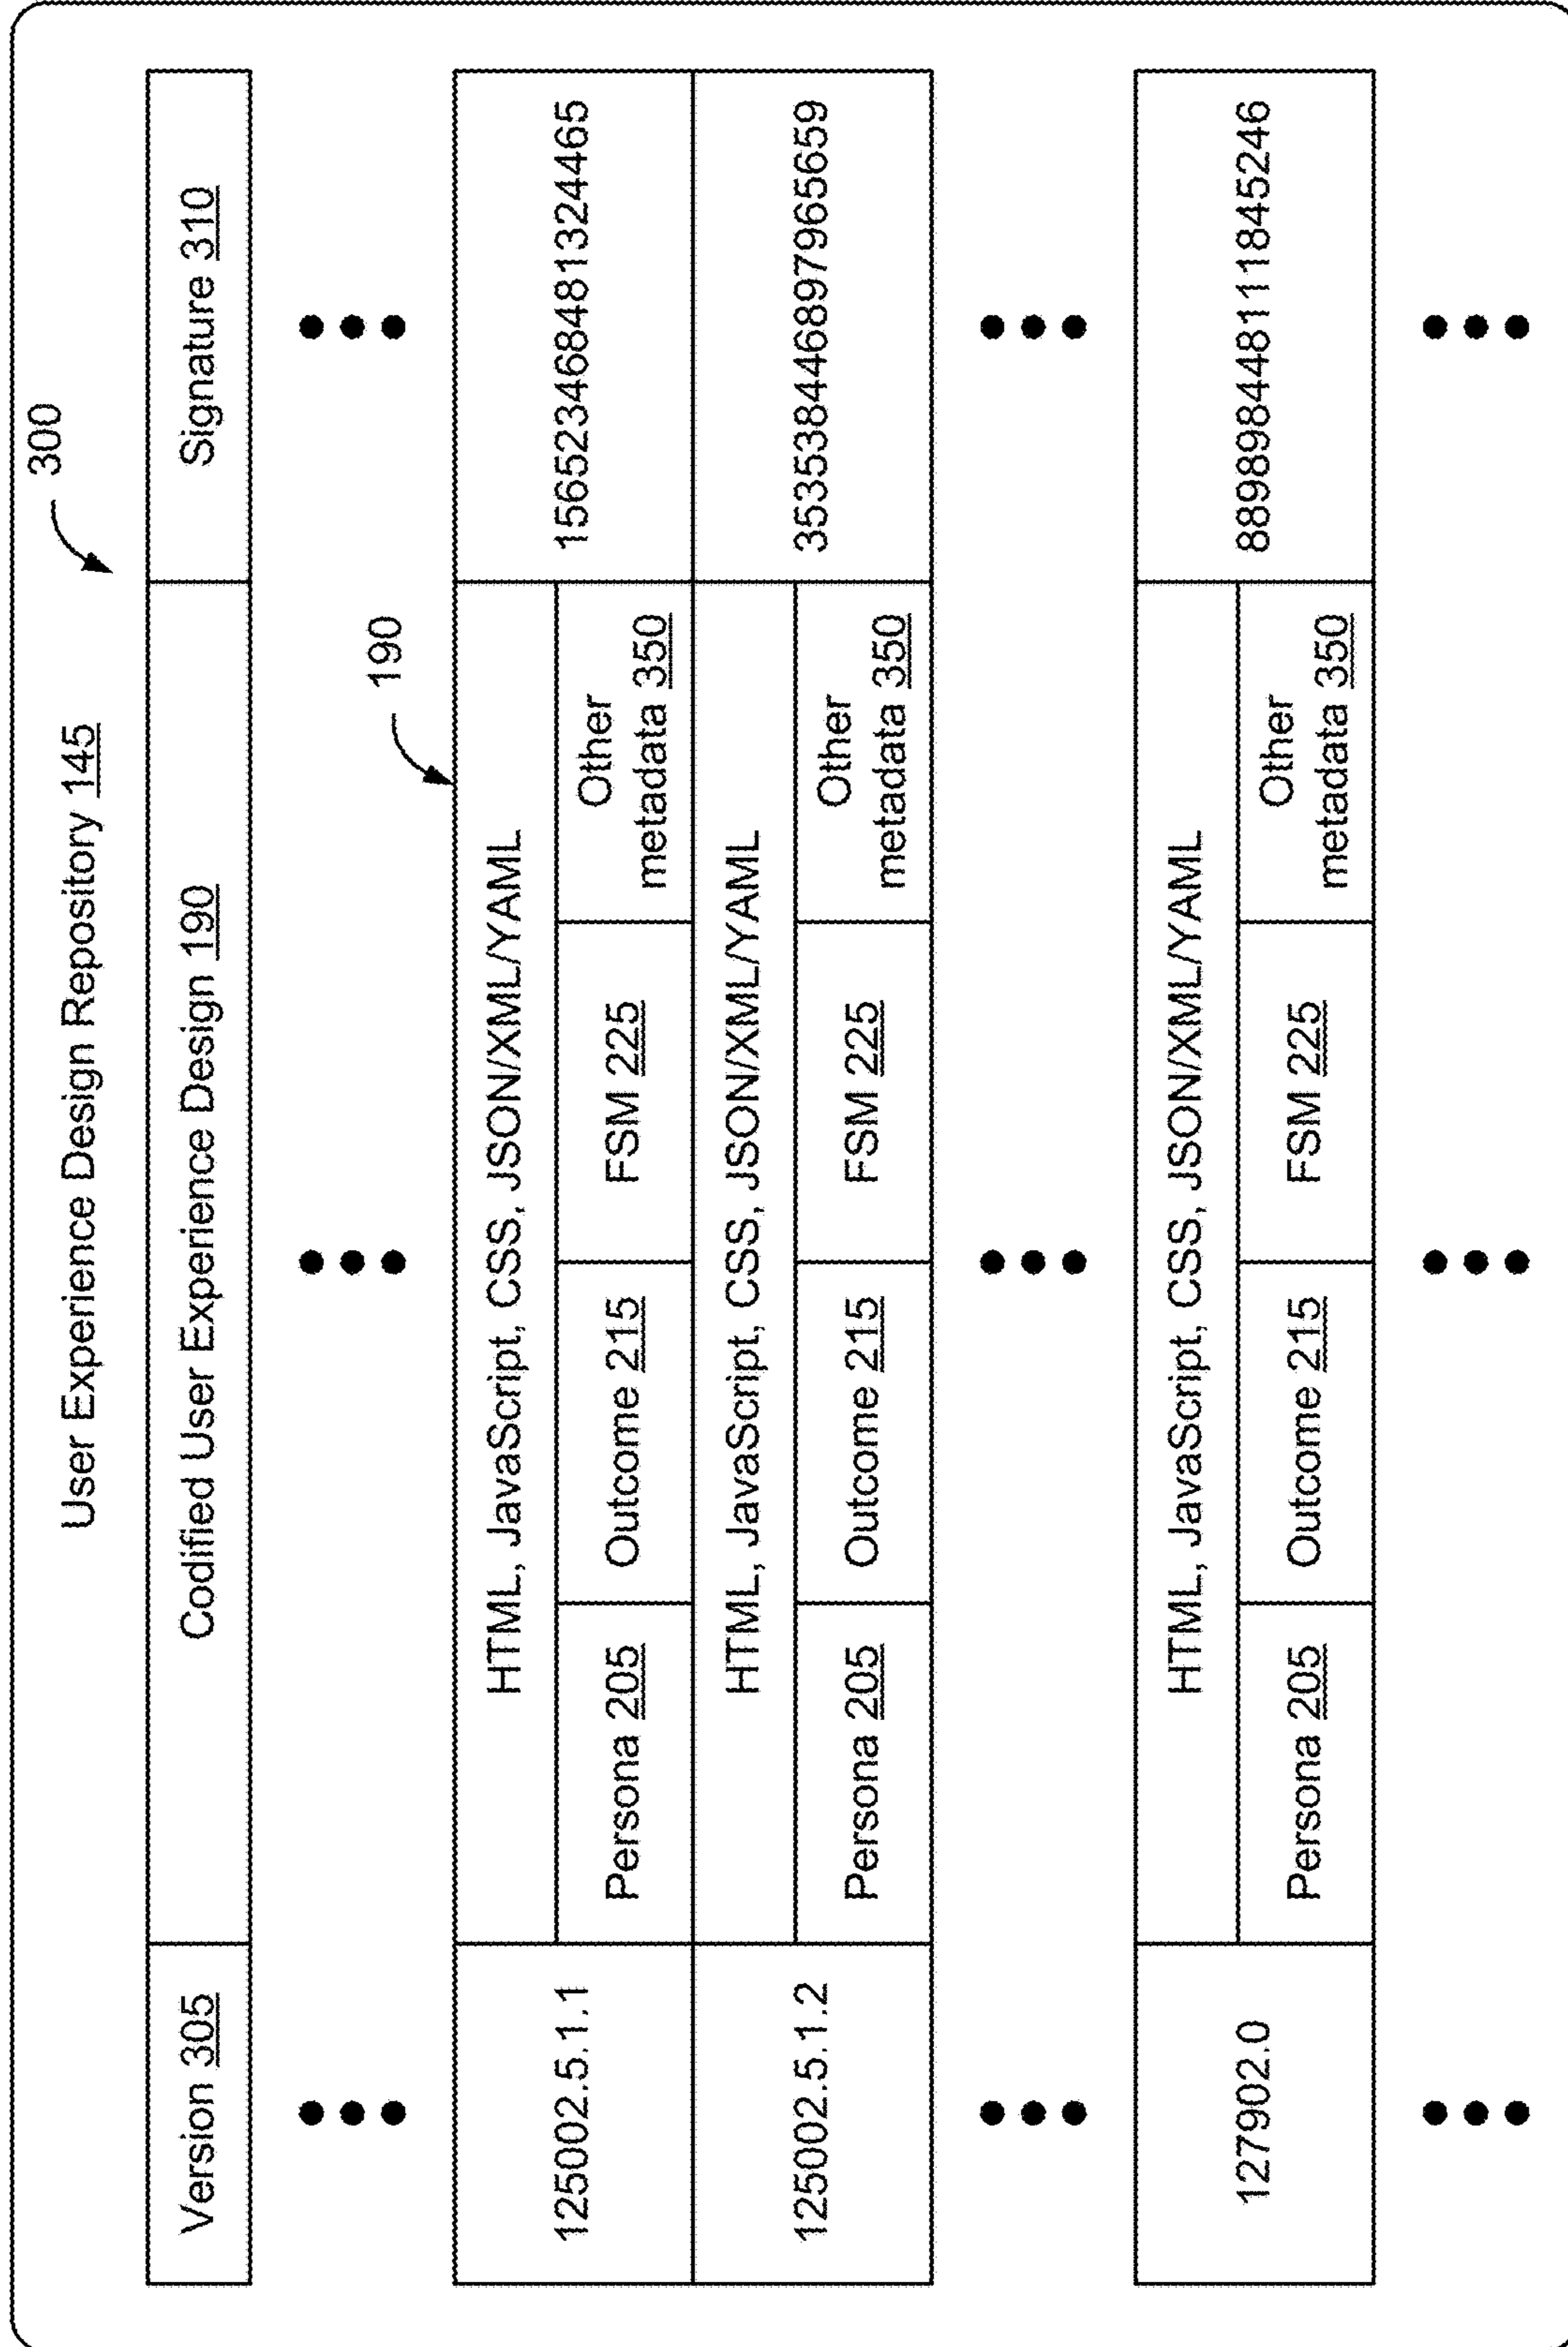 User Experience Design Repository 145
300
Version 305
Codified User Experience Design 190
Signature 310
190
125002.5.1.1
HTML, JavaScript, CSS, JSON/XML/YAML
Persona 205
Outcome 215
FSM 225
Other
metadata 350
1565234684813244​65
125002.5.1.2
HTML, JavaScript, CSS, JSON/XML/YAML
Persona 205
Outcome 215
FSM 225
Other
metadata 350
353538446897965659
127902.0
HTML, JavaScript, CSS, JSON/XML/YAML
Persona 205
Outcome 215
FSM 225
Other
metadata 350
889898448111845246